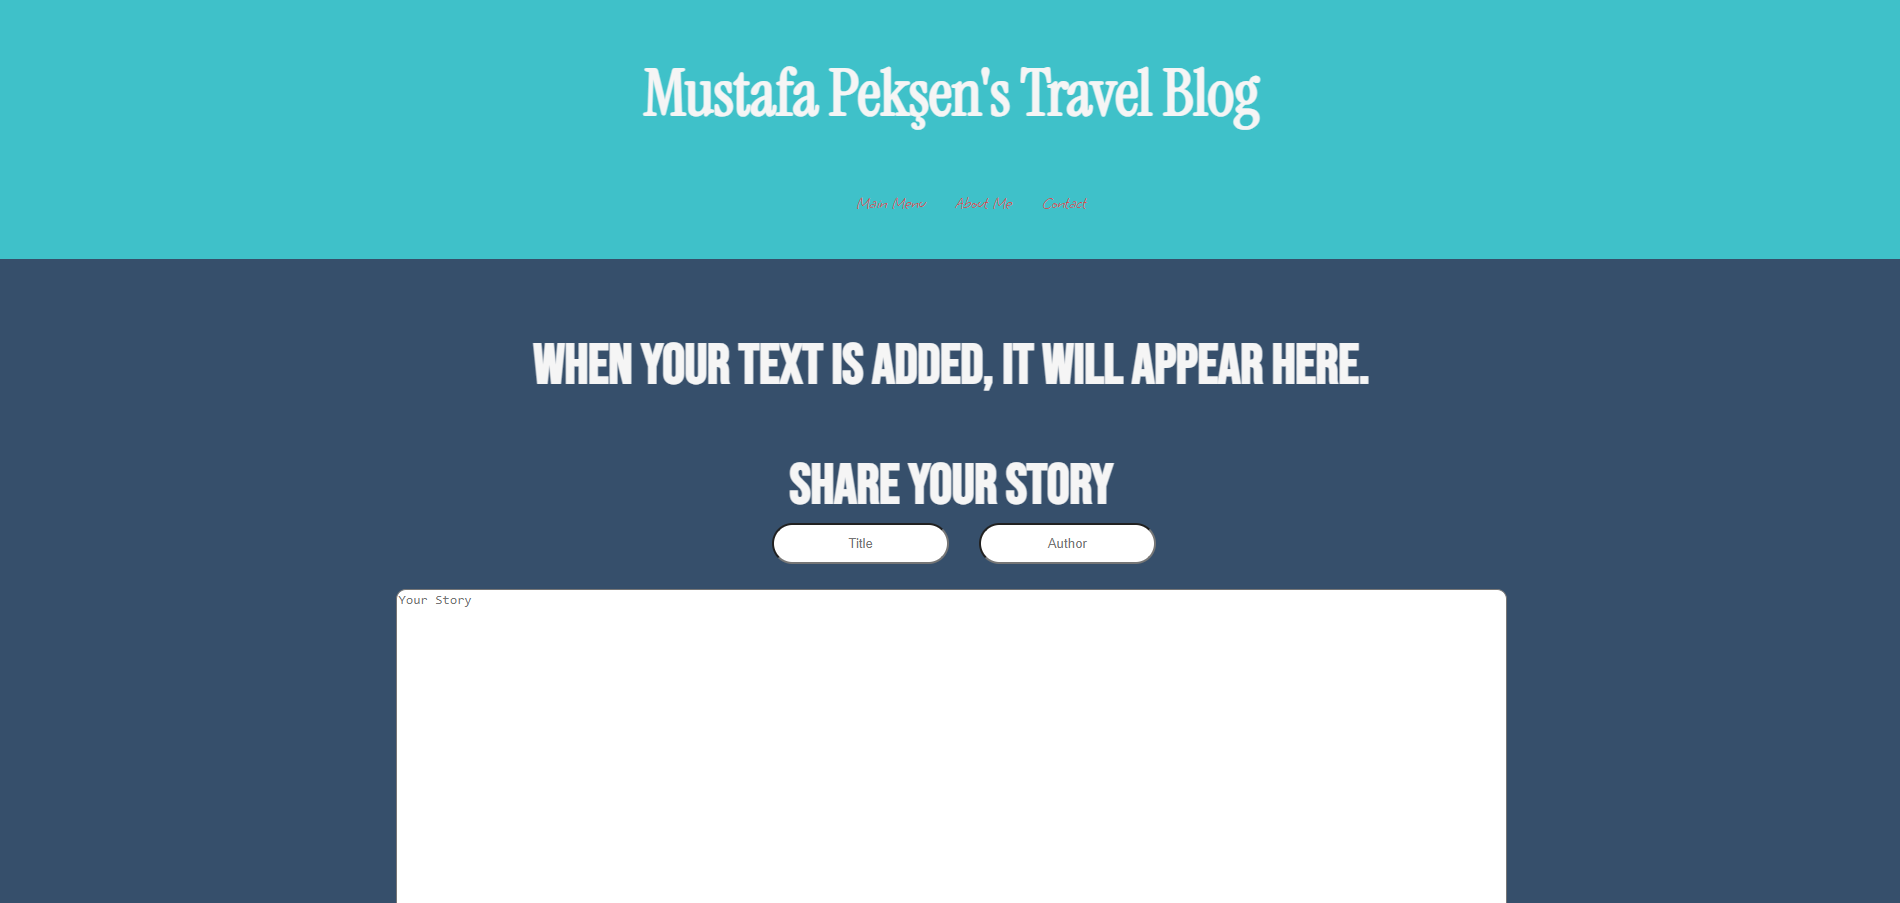 Mustafa Pekşen's Travel Blog
Main Menu About Me Contact
WHEN YOUR TEXT IS ADDED, IT WILL APPEAR HERE.
SHARE YOUR STORY
Title Author
Your Story